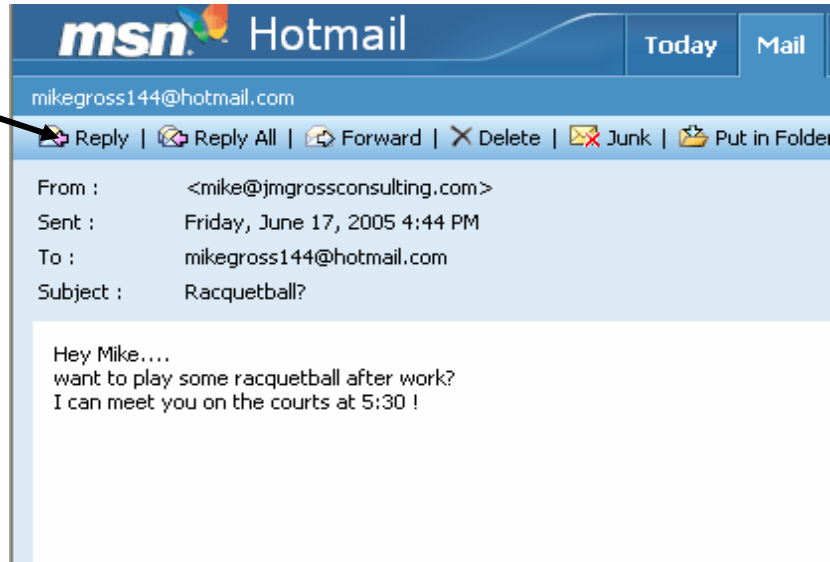 msn Hotmail Today Mail
mikegross144@hotmail.com
Reply | Reply All | Forward | Delete | Junk | Put in Folder
From : <mike@jmgrossconsulting.com>
Sent : Friday, June 17, 2005 4:44 PM
To : mikegross144@hotmail.com
Subject : Racquetball?
Hey Mike....
want to play some racquetball after work?
I can meet you on the courts at 5:30 !